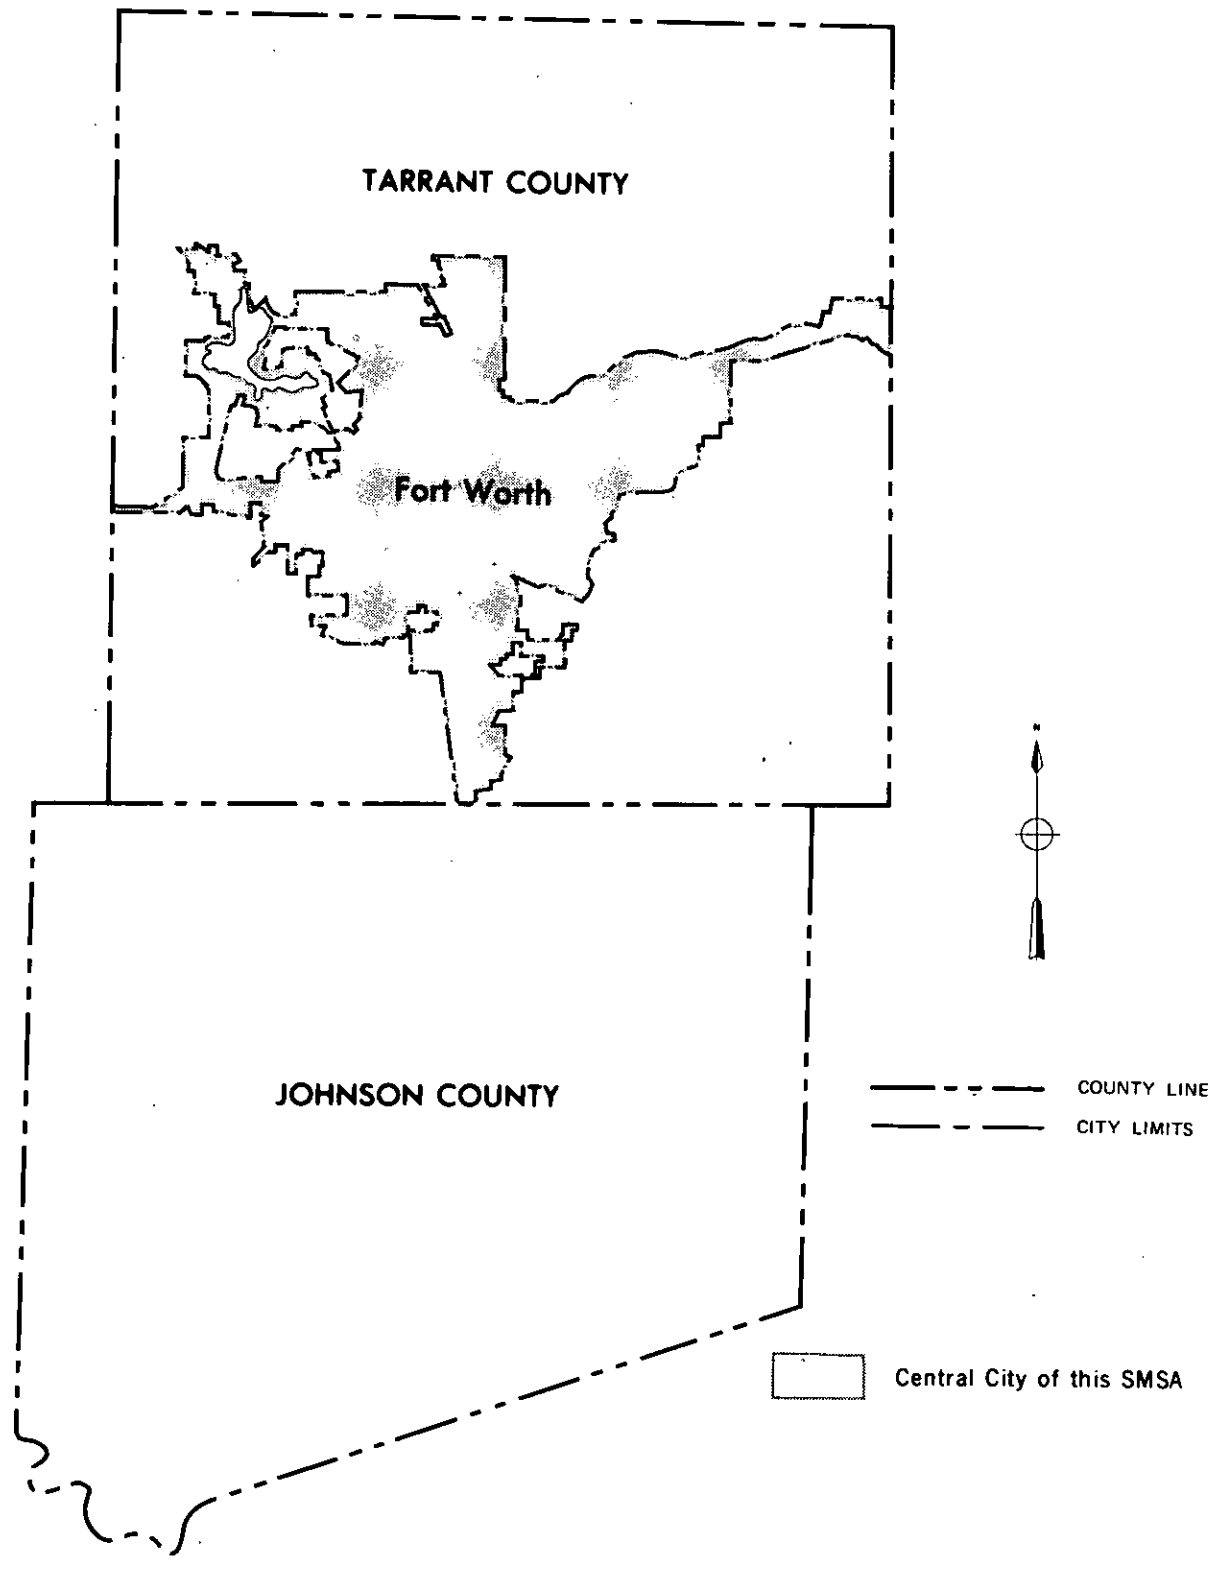 TARRANT COUNTY
Fort Worth
N
JOHNSON COUNTY
COUNTY LINE
CITY LIMITS
Central City of this SMSA